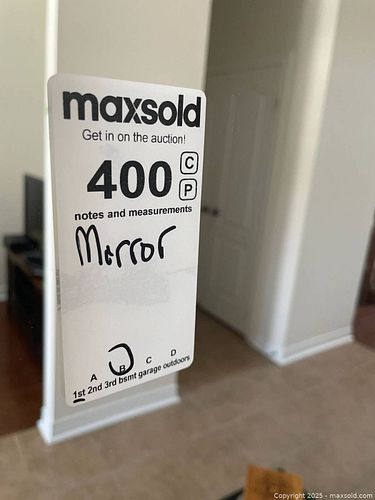 maxsold
Get in on the auction!
400 C
P
notes and measurements
Mirror
A B C D
1st 2nd 3rd bsmt garage outdoors
Copyright 2025 - maxsold.com